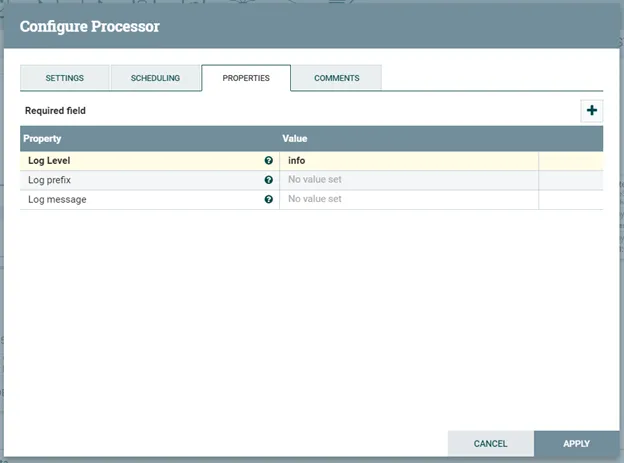 Configure Processor
SETTINGS SCHEDULING PROPERTIES COMMENTS
Required field
Property Value
Log Level info
Log prefix No value set
Log message No value set
CANCEL APPLY